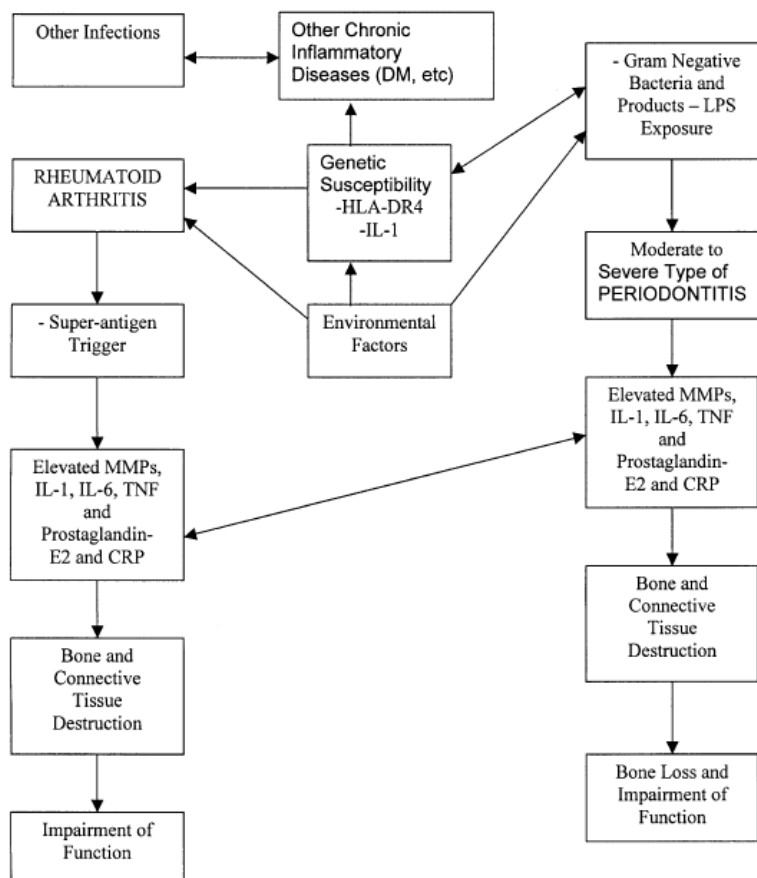 Other Infections
Other Chronic
Inflammatory
Diseases (DM, etc)
- Gram Negative
Bacteria and
Products – LPS
Exposure
RHEUMATOID
ARTHRITIS
Genetic
Susceptibility
-HLA-DR4
-IL-1
Moderate to
Severe Type of
PERIODONTITIS
- Super-antigen
Trigger
Environmental
Factors
Elevated MMPs,
IL-1, IL-6, TNF
and
Prostaglandin-
E2 and CRP
Elevated MMPs,
IL-1, IL-6, TNF
and
Prostaglandin-
E2 and CRP
Bone and
Connective
Tissue
Destruction
Bone and
Connective
Tissue
Destruction
Impairment of
Function
Bone Loss and
Impairment of
Function